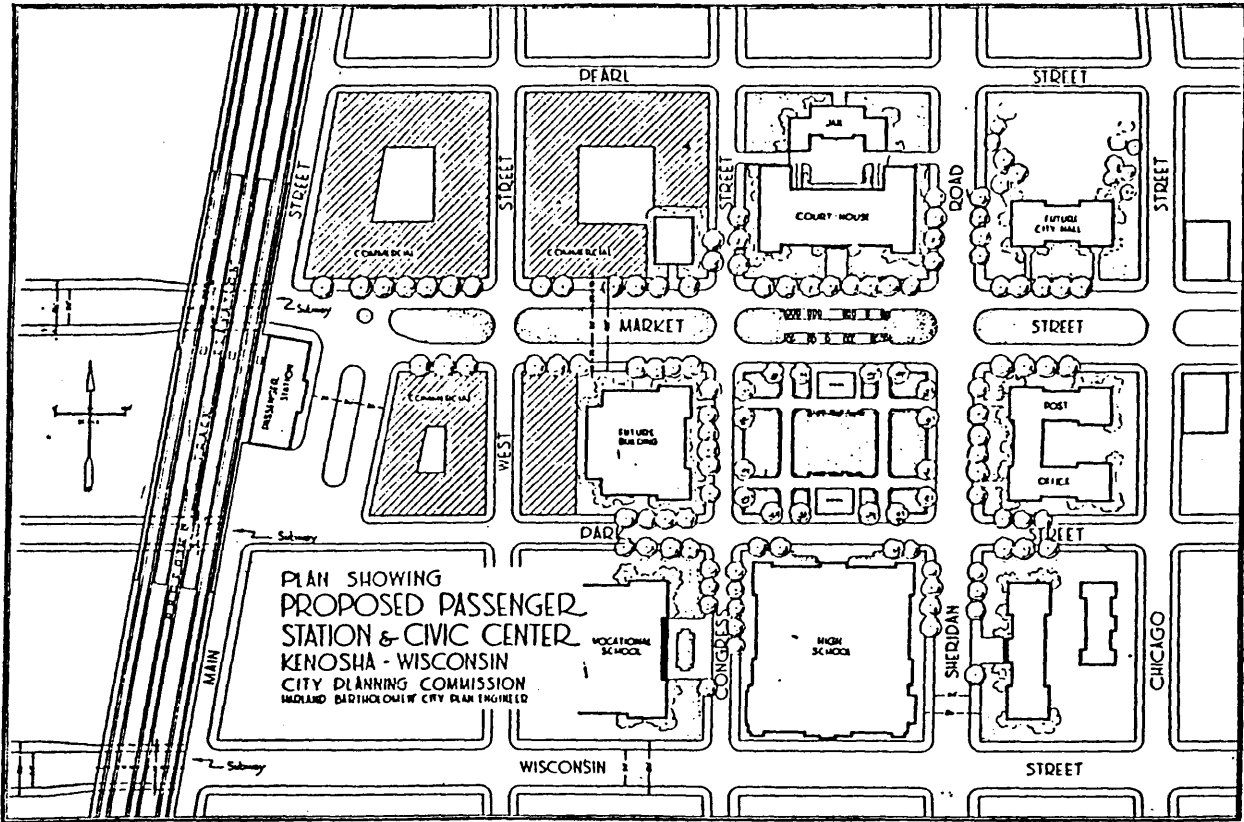 PEARL STREET
JAIL
STREET
STREET
STREET
ROAD
STREET
COURT HOUSE
FUTURE
CITY HALL
COMMERCIAL
COMMERCIAL
Subway
MARKET STREET
PASSENGER
STATION
COMMERCIAL
WEST
FUTURE
BUILDING
POST
OFFICE
Subway
PARK STREET
PLAN SHOWING
PROPOSED PASSENGER
STATION & CIVIC CENTER
KENOSHA - WISCONSIN
CITY PLANNING COMMISSION
HARLAND BARTHOLOMEW CITY PLAN ENGINEER
MAIN
VOCATIONAL
SCHOOL
CONGRESS
HIGH
SCHOOL
SHERIDAN
CHICAGO
Subway
WISCONSIN STREET